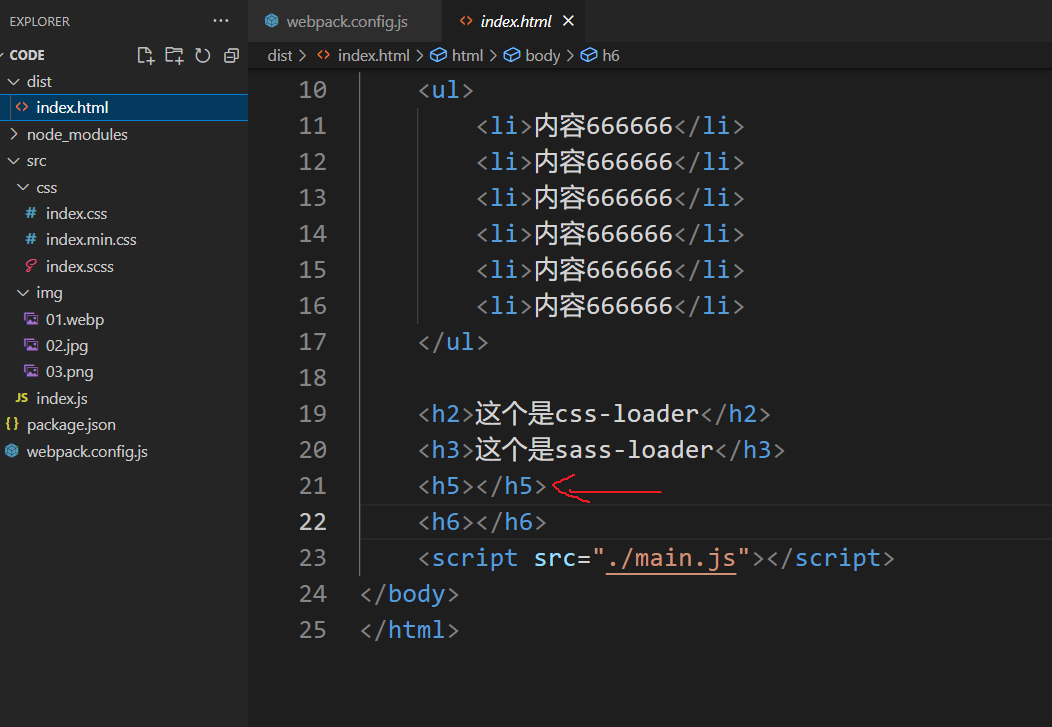 EXPLORER ...
CODE
dist
index.html
node_modules
src
css
index.css
index.min.css
index.scss
img
01.webp
02.jpg
03.png
JS index.js
{} package.json
webpack.config.js
webpack.config.js <> index.html ×
dist > <> index.html > html > body > h6
10 <ul>
11 <li>内容666666</li>
12 <li>内容666666</li>
13 <li>内容666666</li>
14 <li>内容666666</li>
15 <li>内容666666</li>
16 <li>内容666666</li>
17 </ul>
18
19 <h2>这个是css-loader</h2>
20 <h3>这个是sass-loader</h3>
21 <h5></h5>
22 <h6></h6>
23 <script src="./main.js"></script>
24 </body>
25 </html>